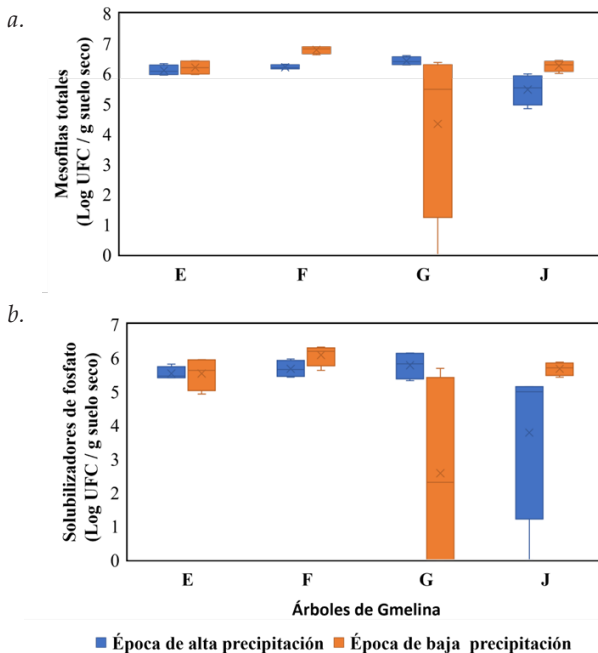 a.
Mesofilas totales
(Log UFC / g suelo seco)
8
7
6
5
4
3
2
1
0
E F G J
b.
Solubilizadores de fosfato
(Log UFC / g suelo seco)
7
6
5
4
3
2
1
0
E F G J
Árboles de Gmelina
Época de alta precipitación Época de baja precipitación